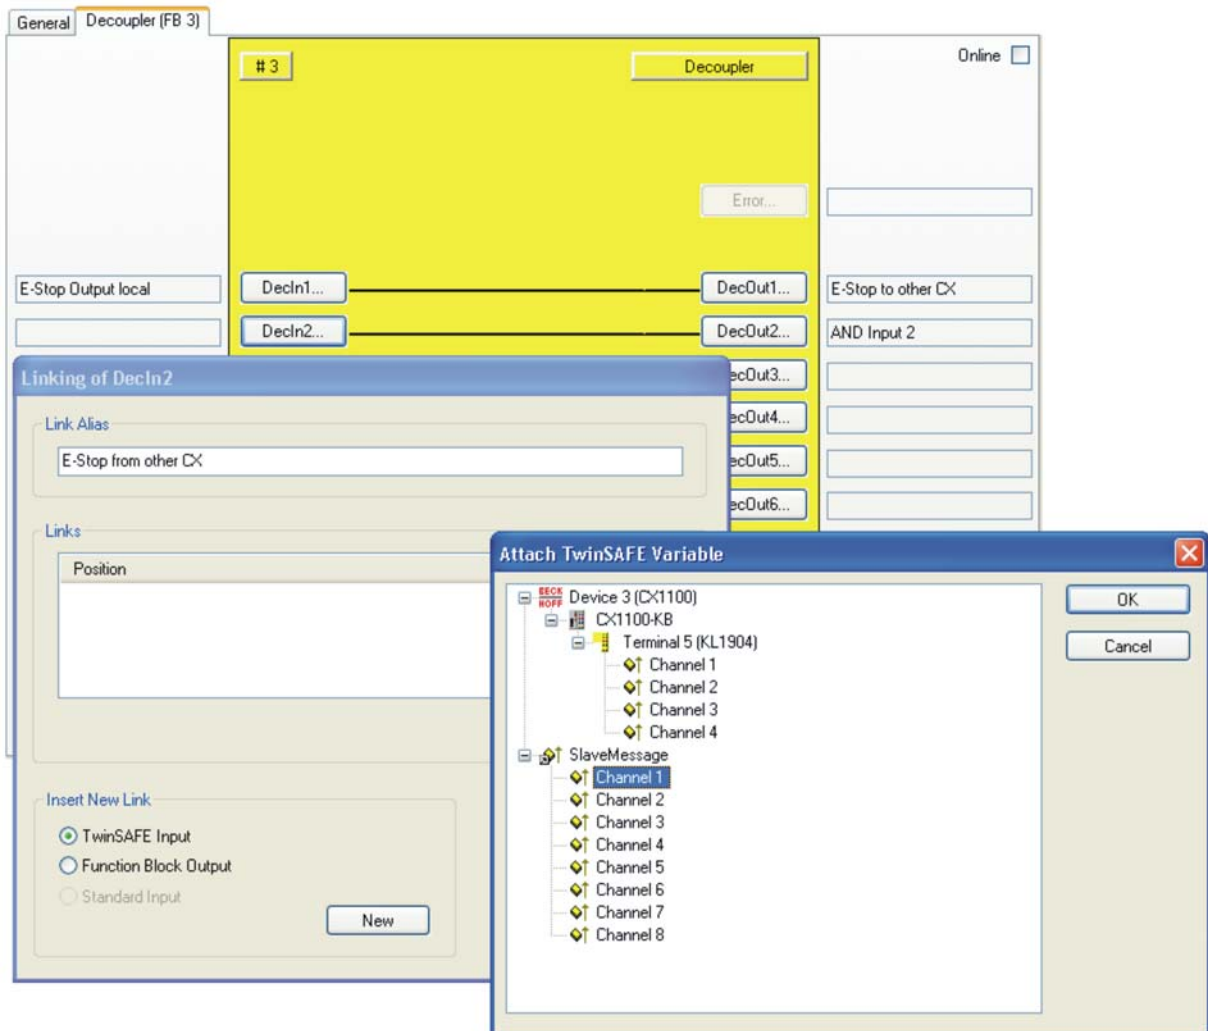 General
Decoupler (FB 3)
# 3
Decoupler
Online
Error...
E-Stop Output local
DecIn1...
DecOut1...
E-Stop to other CX
DecIn2...
DecOut2...
AND Input 2
Linking of DecIn2
ecOut3...
ecOut4...
ecOut5...
ecOut6...
Link Alias
E-Stop from other CX
Links
Position
Attach TwinSAFE Variable
BECK
HOFF
Device 3 (CX1100)
CX1100-KB
Terminal 5 (KL1904)
Channel 1
Channel 2
Channel 3
Channel 4
SlaveMessage
Channel 1
Channel 2
Channel 3
Channel 4
Channel 5
Channel 6
Channel 7
Channel 8
OK
Cancel
Insert New Link
TwinSAFE Input
Function Block Output
Standard Input
New